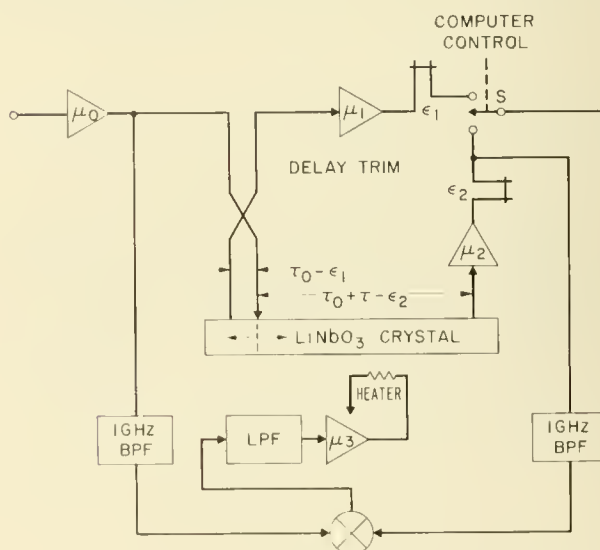 COMPUTER
CONTROL
μ0
μ1
ε1
S
DELAY TRIM
ε2
μ2
τ0 – ε1
τ0 + τ – ε2
LiNbO3 CRYSTAL
HEATER
1GHz
BPF
LPF
μ3
1GHz
BPF